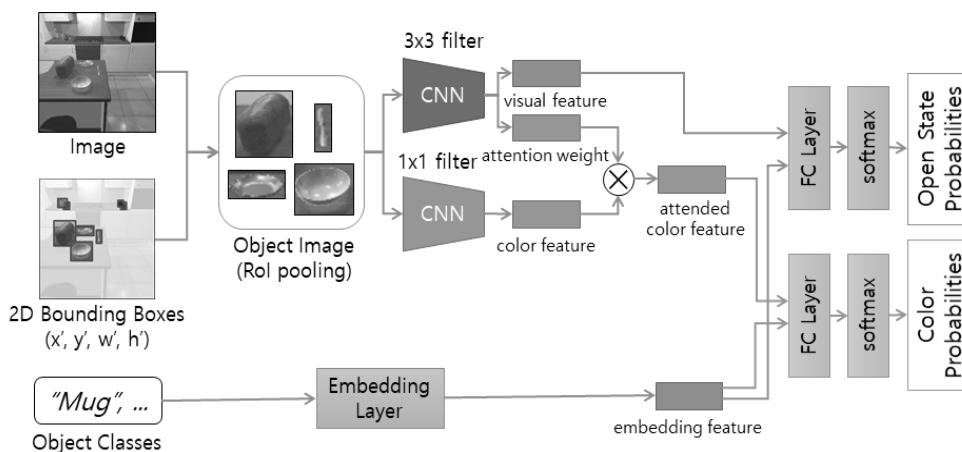 Image
2D Bounding Boxes
(x’, y’, w’, h’)
"Mug", ...
Object Classes
Object Image
(RoI pooling)
3x3 filter
CNN
1x1 filter
CNN
visual feature
attention weight
color feature
attended
color feature
Embedding
Layer
embedding feature
FC Layer
softmax
Open State
Probabilities
FC Layer
softmax
Color
Probabilities